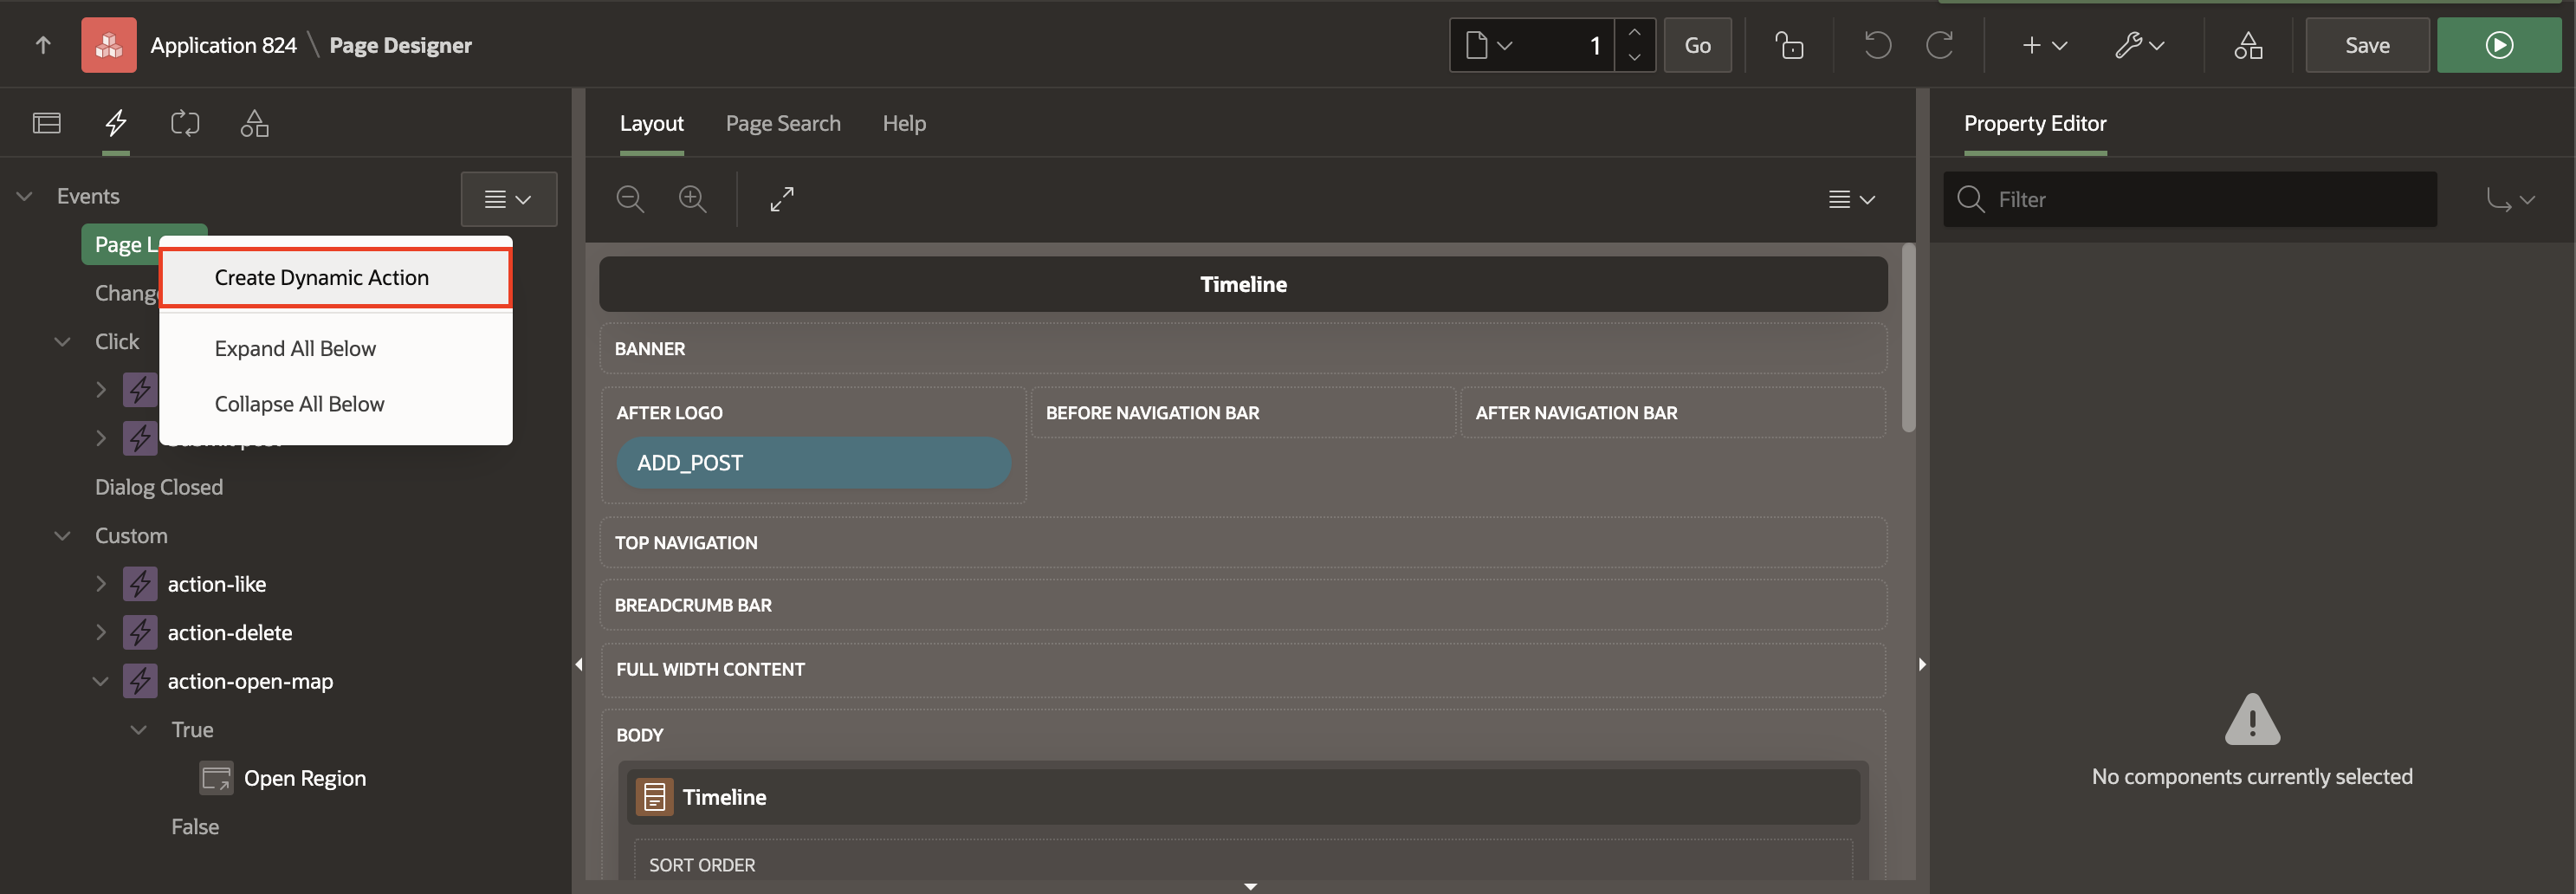 Application 824 \ Page Designer
1
Go
Save
Layout
Page Search
Help
Property Editor
Events
Filter
Page L
Create Dynamic Action
Change
Timeline
Click
Expand All Below
BANNER
Collapse All Below
AFTER LOGO
BEFORE NAVIGATION BAR
AFTER NAVIGATION BAR
ADD_POST
Dialog Closed
Custom
TOP NAVIGATION
action-like
BREADCRUMB BAR
action-delete
FULL WIDTH CONTENT
action-open-map
True
BODY
Open Region
No components currently selected
Timeline
False
SORT ORDER